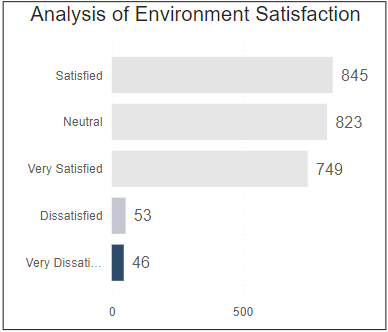 Analysis of Environment Satisfaction
Satisfied 845
Neutral 823
Very Satisfied 749
Dissatisfied 53
Very Dissati... 46
0 500